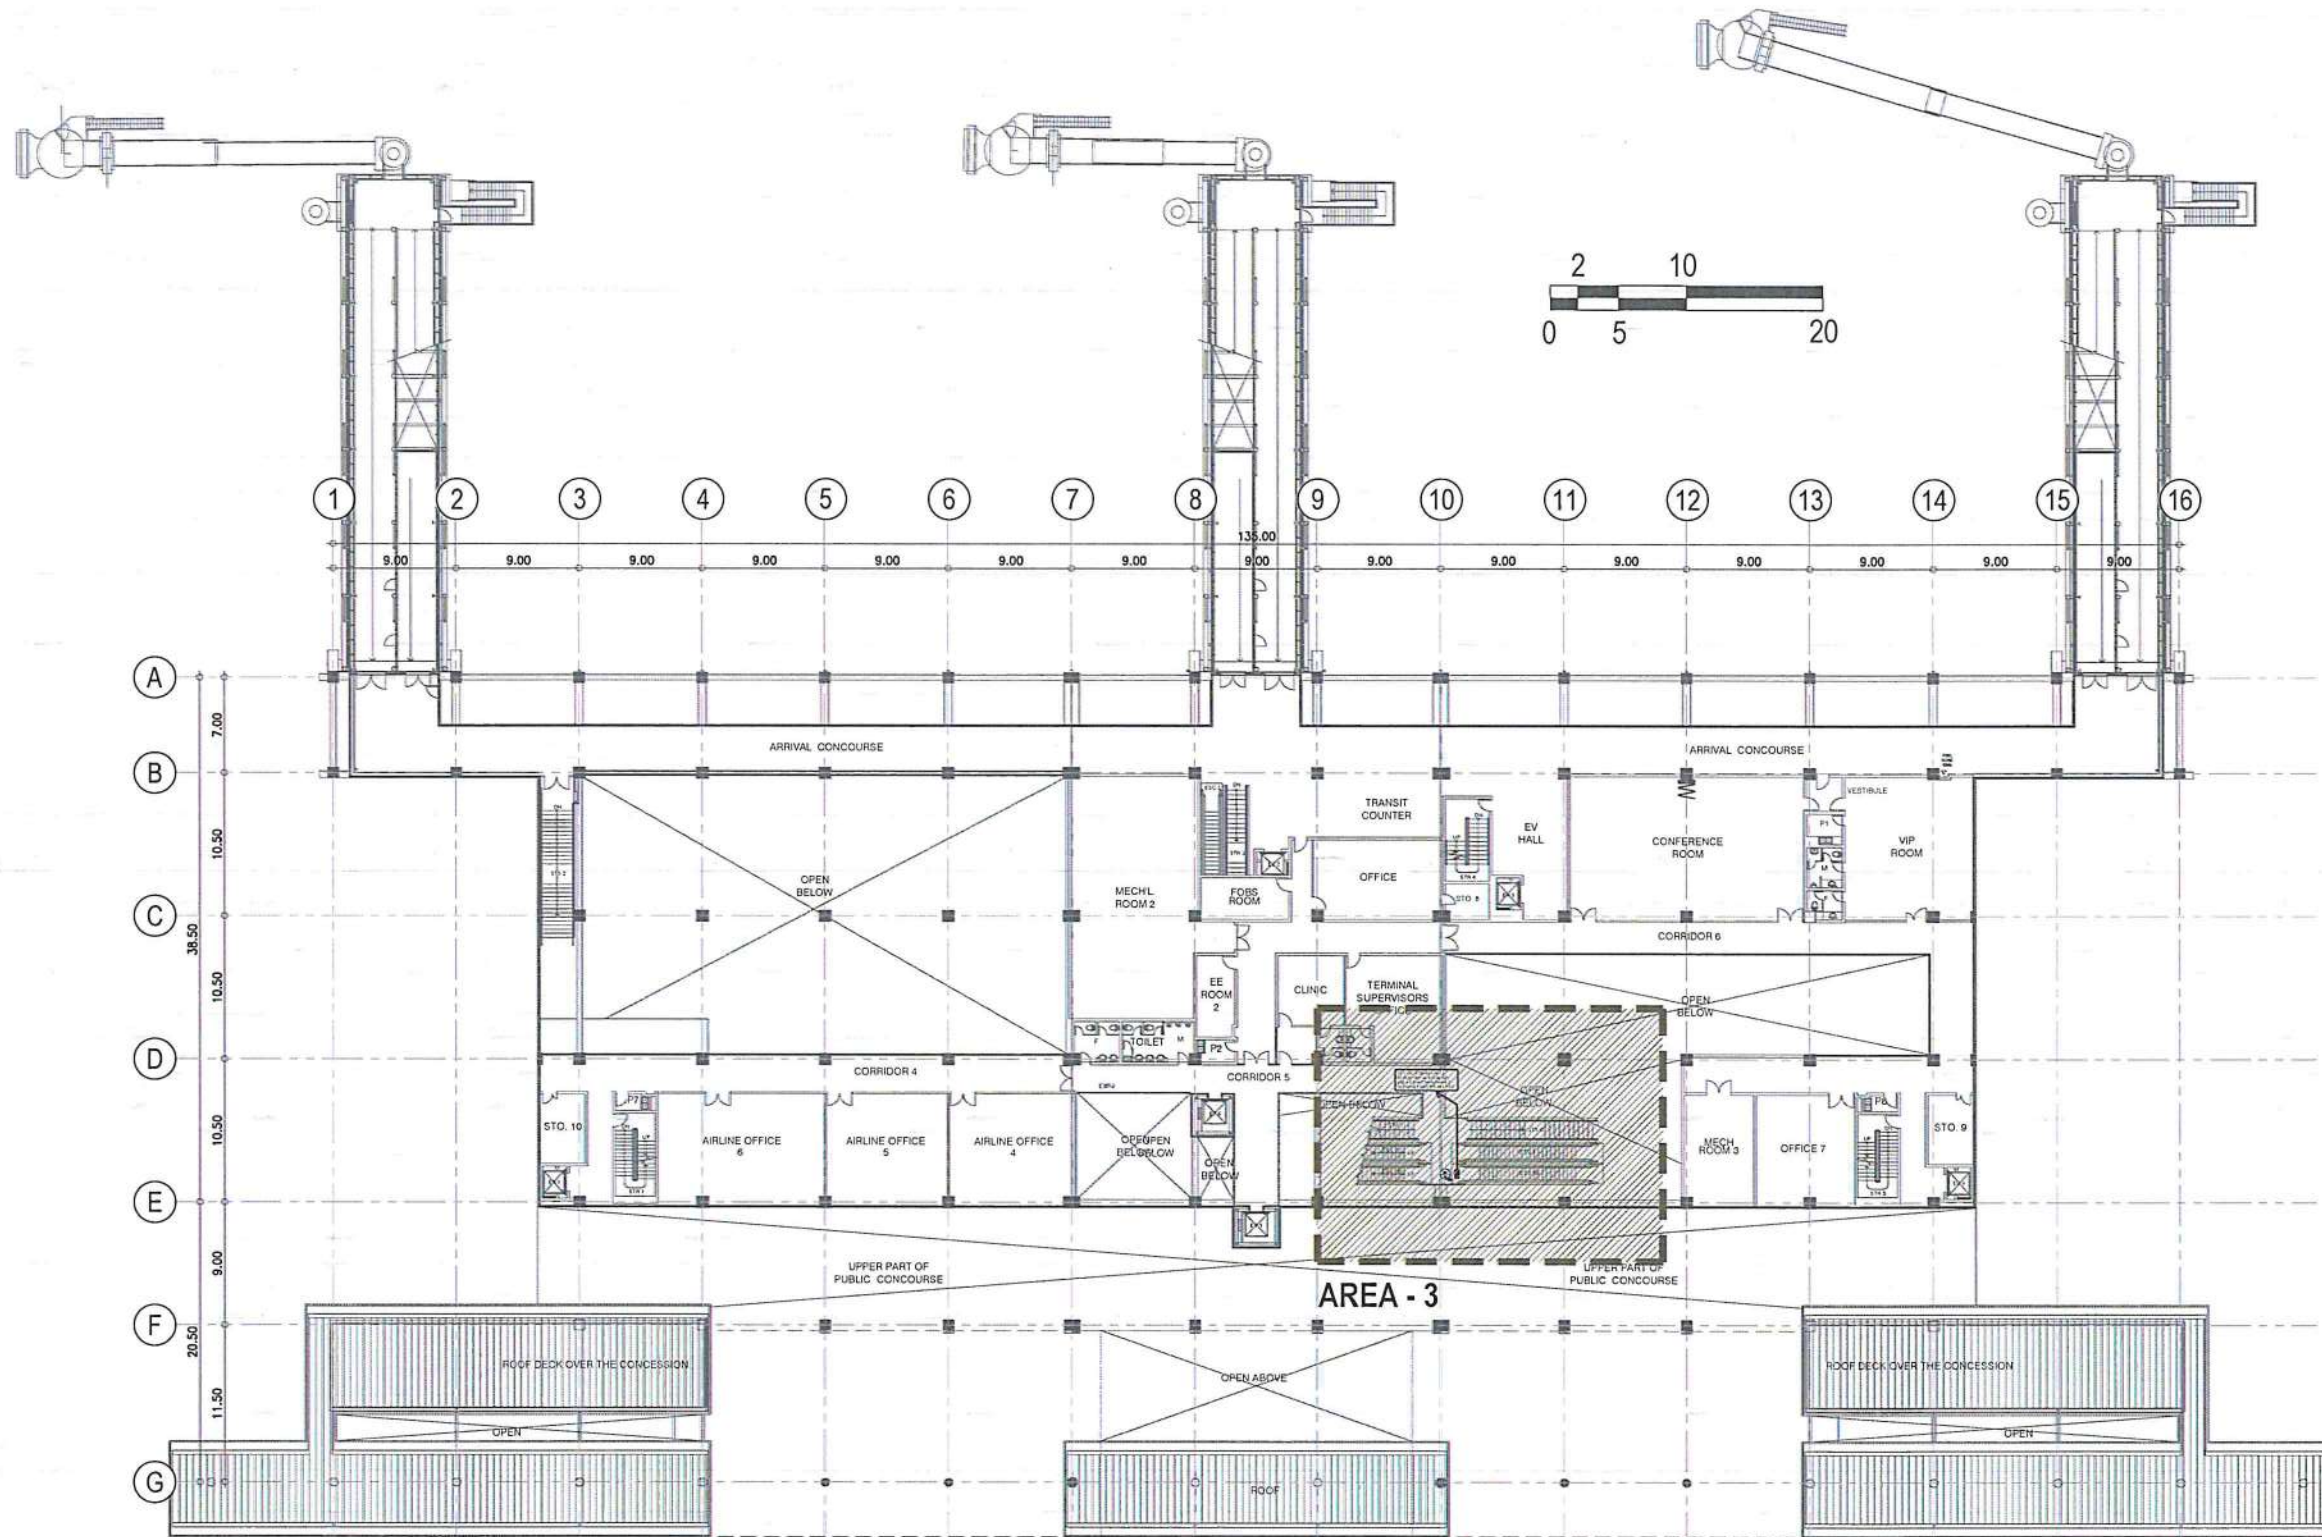 2 10
0 5 20
1 2 3 4 5 6 7 8 9 10 11 12 13 14 15 16
135.00
9.00 9.00 9.00 9.00 9.00 9.00 9.00 9.00 9.00 9.00 9.00 9.00 9.00 9.00 9.00
A
7.00
ARRIVAL CONCOURSE
ARRIVAL CONCOURSE
B
10.50
38.50
VESTIBULE
TRANSIT
COUNTER
EV
HALL
CONFERENCE
ROOM
P1
VIP
ROOM
OPEN
BELOW
MECH'L
ROOM 2
FOBS
ROOM
OFFICE
STO. 8
M
C
CORRIDOR 6
10.50
EE
ROOM
2
CLINIC
TERMINAL
SUPERVISORS
OPEN
BELOW
F
TOILET
M
P2
D
CORRIDOR 4
CORRIDOR 5
OPEN
BELOW
OPEN BELOW
10.50
STO. 10
P7
AIRLINE OFFICE
6
AIRLINE OFFICE
5
AIRLINE OFFICE
4
OPEN
BELOW
OPEN
BELOW
MECH
ROOM 3
OFFICE 7
P8
STO. 9
E
9.00
UPPER PART OF
PUBLIC CONCOURSE
UPPER PART OF
PUBLIC CONCOURSE
AREA - 3
F
20.50
ROOF DECK OVER THE CONCESSION
ROOF DECK OVER THE CONCESSION
OPEN ABOVE
11.50
OPEN
OPEN
G
ROOF